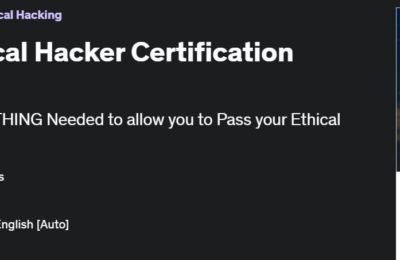 cal Hacking
cal Hacker Certification
THING Needed to allow you to Pass your Ethical
s
English [Auto]